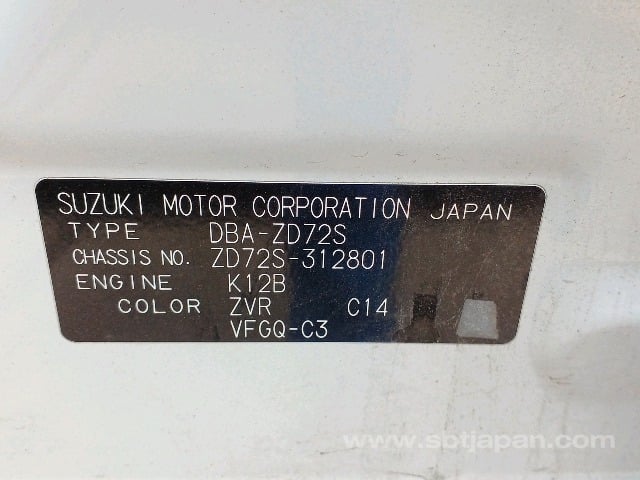 SUZUKI MOTOR CORPORATION JAPAN
TYPE DBA-ZD72S
CHASSIS NO. ZD72S-312801
ENGINE K12B
COLOR ZVR C14
VFGQ-C3
www.sbtjapan.com